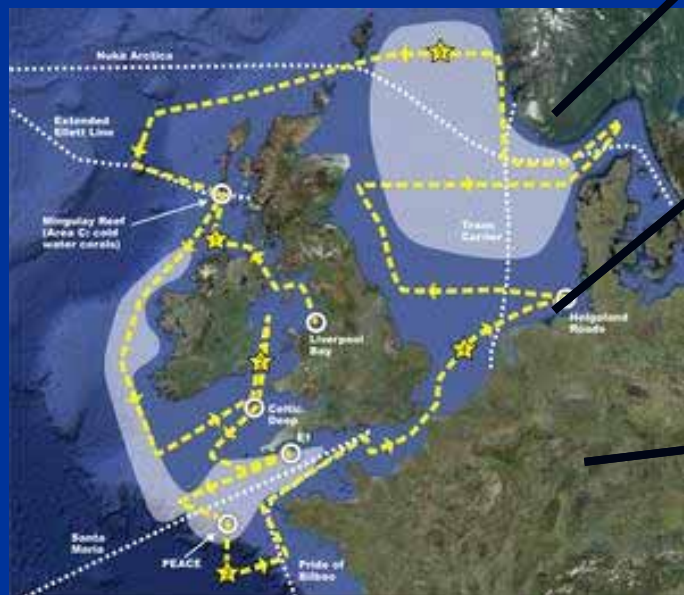 Nuka Arctica
Extended
Ellett Line
Mingulay Reef
(Area C: cold
water corals)
Trans
Carrier
Helgoland
Roads
Liverpool
Bay
Celtic
Deep
E1
Santa
Maria
PEACE
Pride of
Bilbao